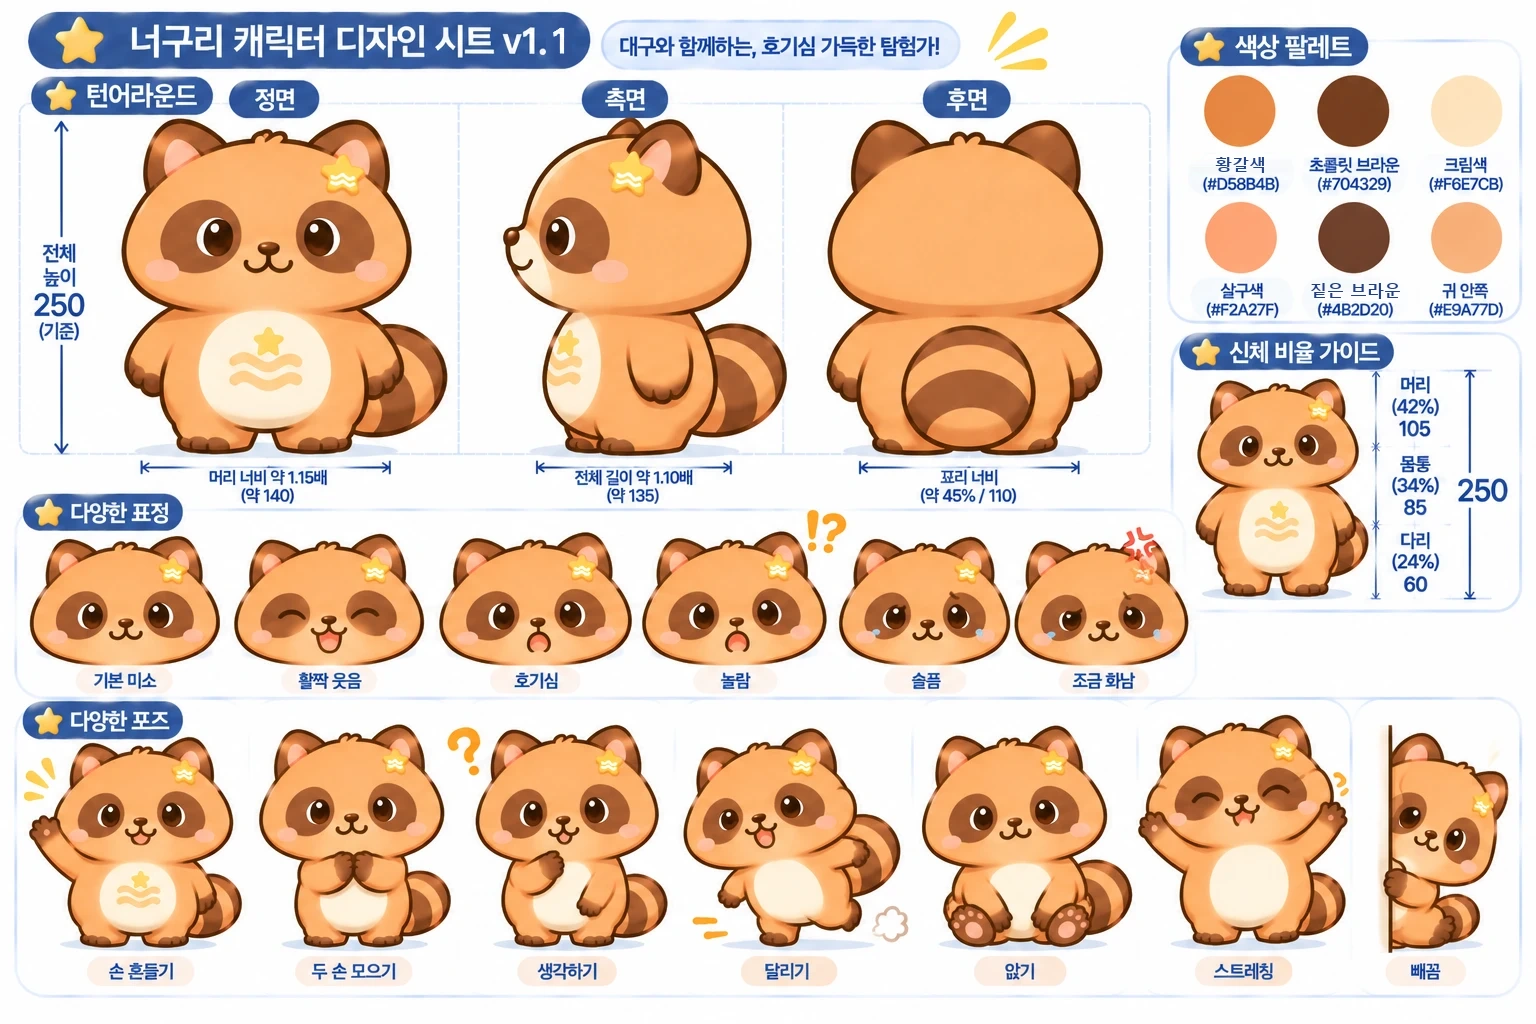 너구리 캐릭터 디자인 시트 v1.1
대구와 함께하는, 호기심 가득한 탐험가!
턴어라운드
정면
측면
후면
전체
높이
250
(기준)
머리 너비 약 1.15배
(약 140)
전체 길이 약 1.10배
(약 135)
꼬리 너비
(약 45% / 110)
색상 팔레트
황갈색
(#D58B4B)
초콜릿 브라운
(#704329)
크림색
(#F6E7CB)
살구색
(#F2A27F)
짙은 브라운
(#4B2D20)
귀 안쪽
(#E9A77D)
신체 비율 가이드
머리
(42%)
105
몸통
(34%)
85
다리
(24%)
60
250
다양한 표정
!?
기본 미소
활짝 웃음
호기심
놀람
슬픔
조금 화남
다양한 포즈
?
손 흔들기
두 손 모으기
생각하기
달리기
앉기
스트레칭
빼꼼